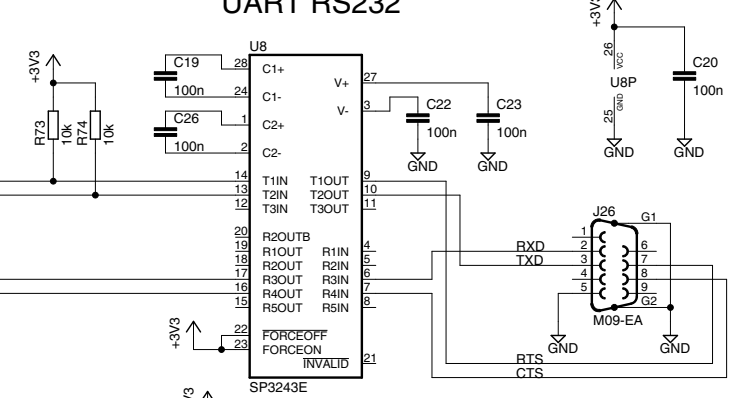 UART RS232
+3V3
+3V3
R73
10k
R74
10k
C19
100n
C26
100n
U8
28 C1+
24 C1-
1 C2+
2 C2-
V+ 27
V- 3
14 T1IN T1OUT 9
13 T2IN T2OUT 10
12 T3IN T3OUT 11
20 R2OUTB
19 R1OUT R1IN 4
18 R2OUT R2IN 5
17 R3OUT R3IN 6
16 R4OUT R4IN 7
15 R5OUT R5IN 8
22 FORCEOFF
23 FORCEON
INVALID 21
SP3243E
+3V3
3V3
C22
100n
C23
100n
GND
GND
26
VCC
U8P
25
GND
GND
C20
100n
GND
J26
G1
1
2
3
4
5
6
7
8
9
G2
M09-EA
RXD
TXD
GND
GND
RTS
CTS